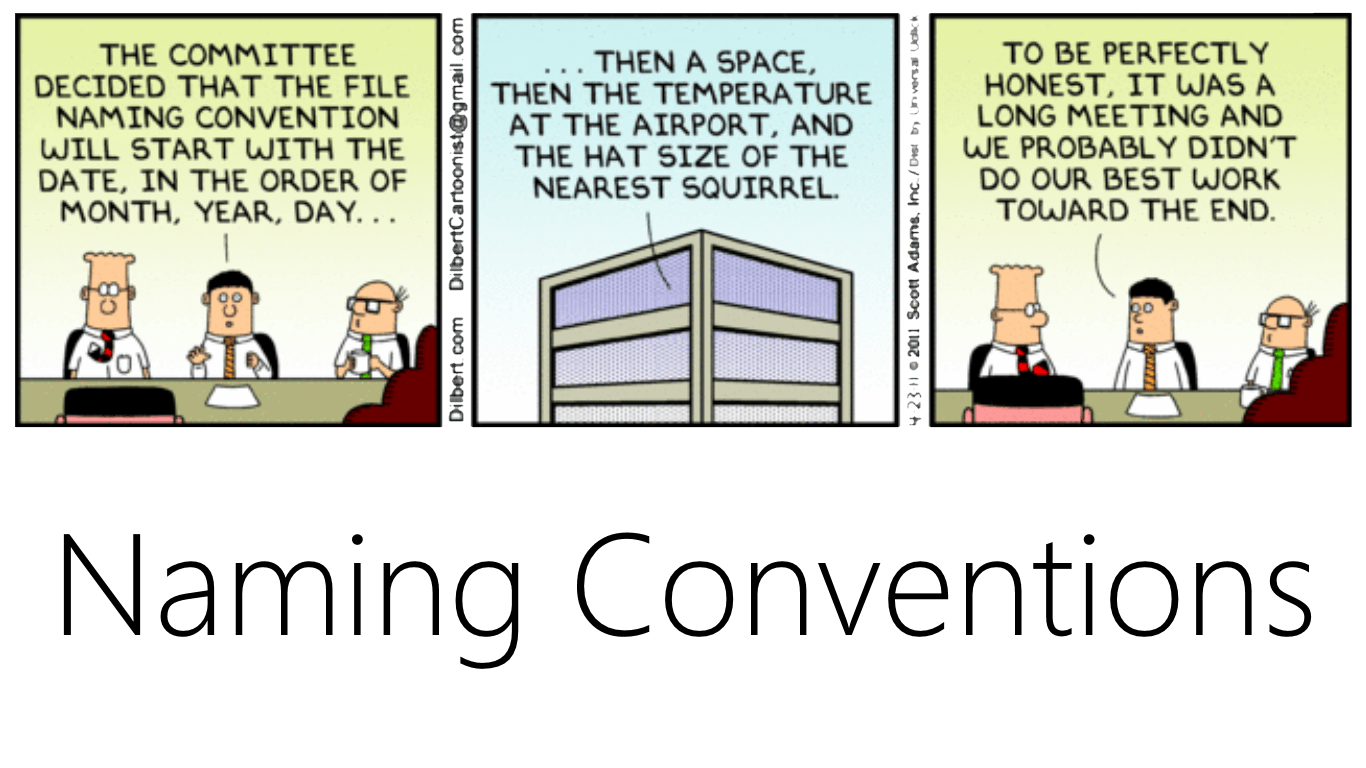 THE COMMITTEE
DECIDED THAT THE FILE
NAMING CONVENTION
WILL START WITH THE
DATE, IN THE ORDER OF
MONTH, YEAR, DAY...
Dilbert.com DilbertCartoonist@gmail.com
... THEN A SPACE,
THEN THE TEMPERATURE
AT THE AIRPORT, AND
THE HAT SIZE OF THE
NEAREST SQUIRREL.
4 23 11 © 2011 Scott Adams, Inc. / Dist. by Universal Uclick
TO BE PERFECTLY
HONEST, IT WAS A
LONG MEETING AND
WE PROBABLY DIDN'T
DO OUR BEST WORK
TOWARD THE END.
Naming Conventions